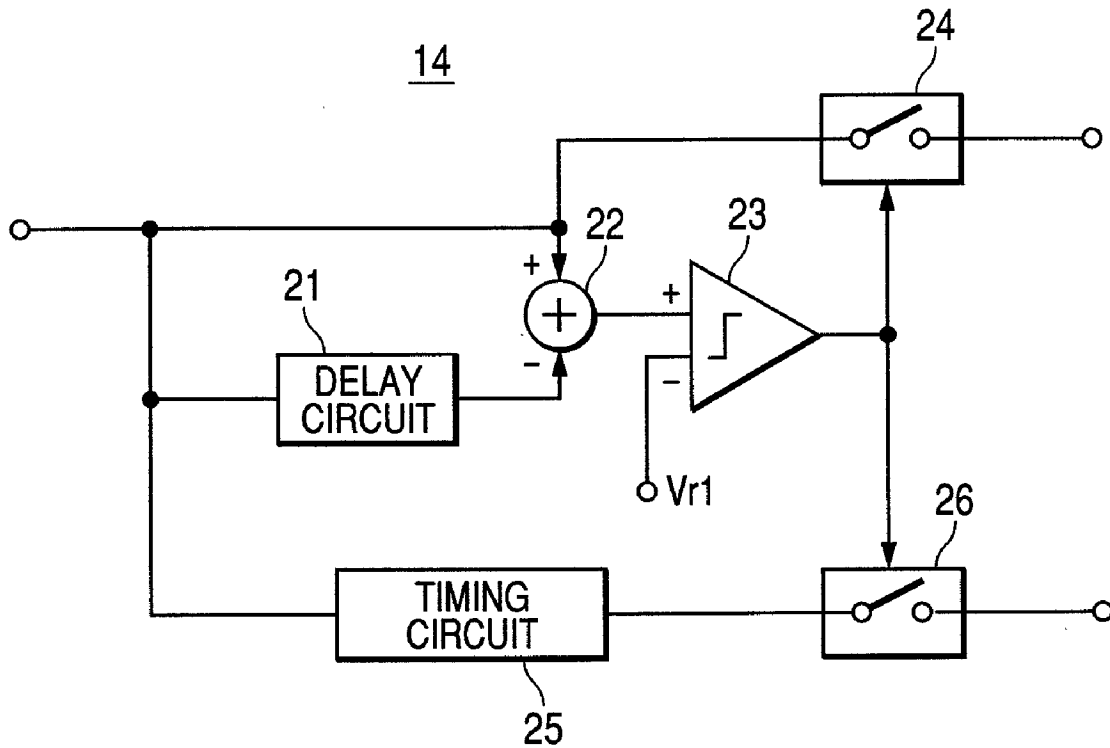 14
24
22
23
+
+
21
-
-
DELAY
CIRCUIT
Vr1
26
TIMING
CIRCUIT
25